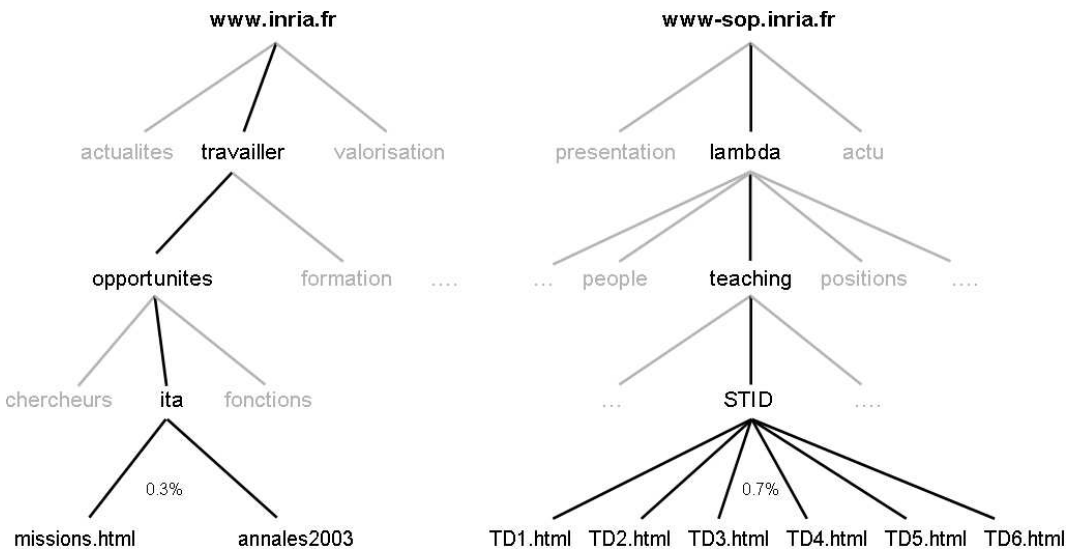 www.inria.fr www-sop.inria.fr
actualites travailler valorisation presentation lambda actu
opportunites formation .... ... people teaching positions ....
chercheurs ita fonctions ... STID ....
0.3% 0.7%
missions.html annales2003 TD1.html TD2.html TD3.html TD4.html TD5.html TD6.html